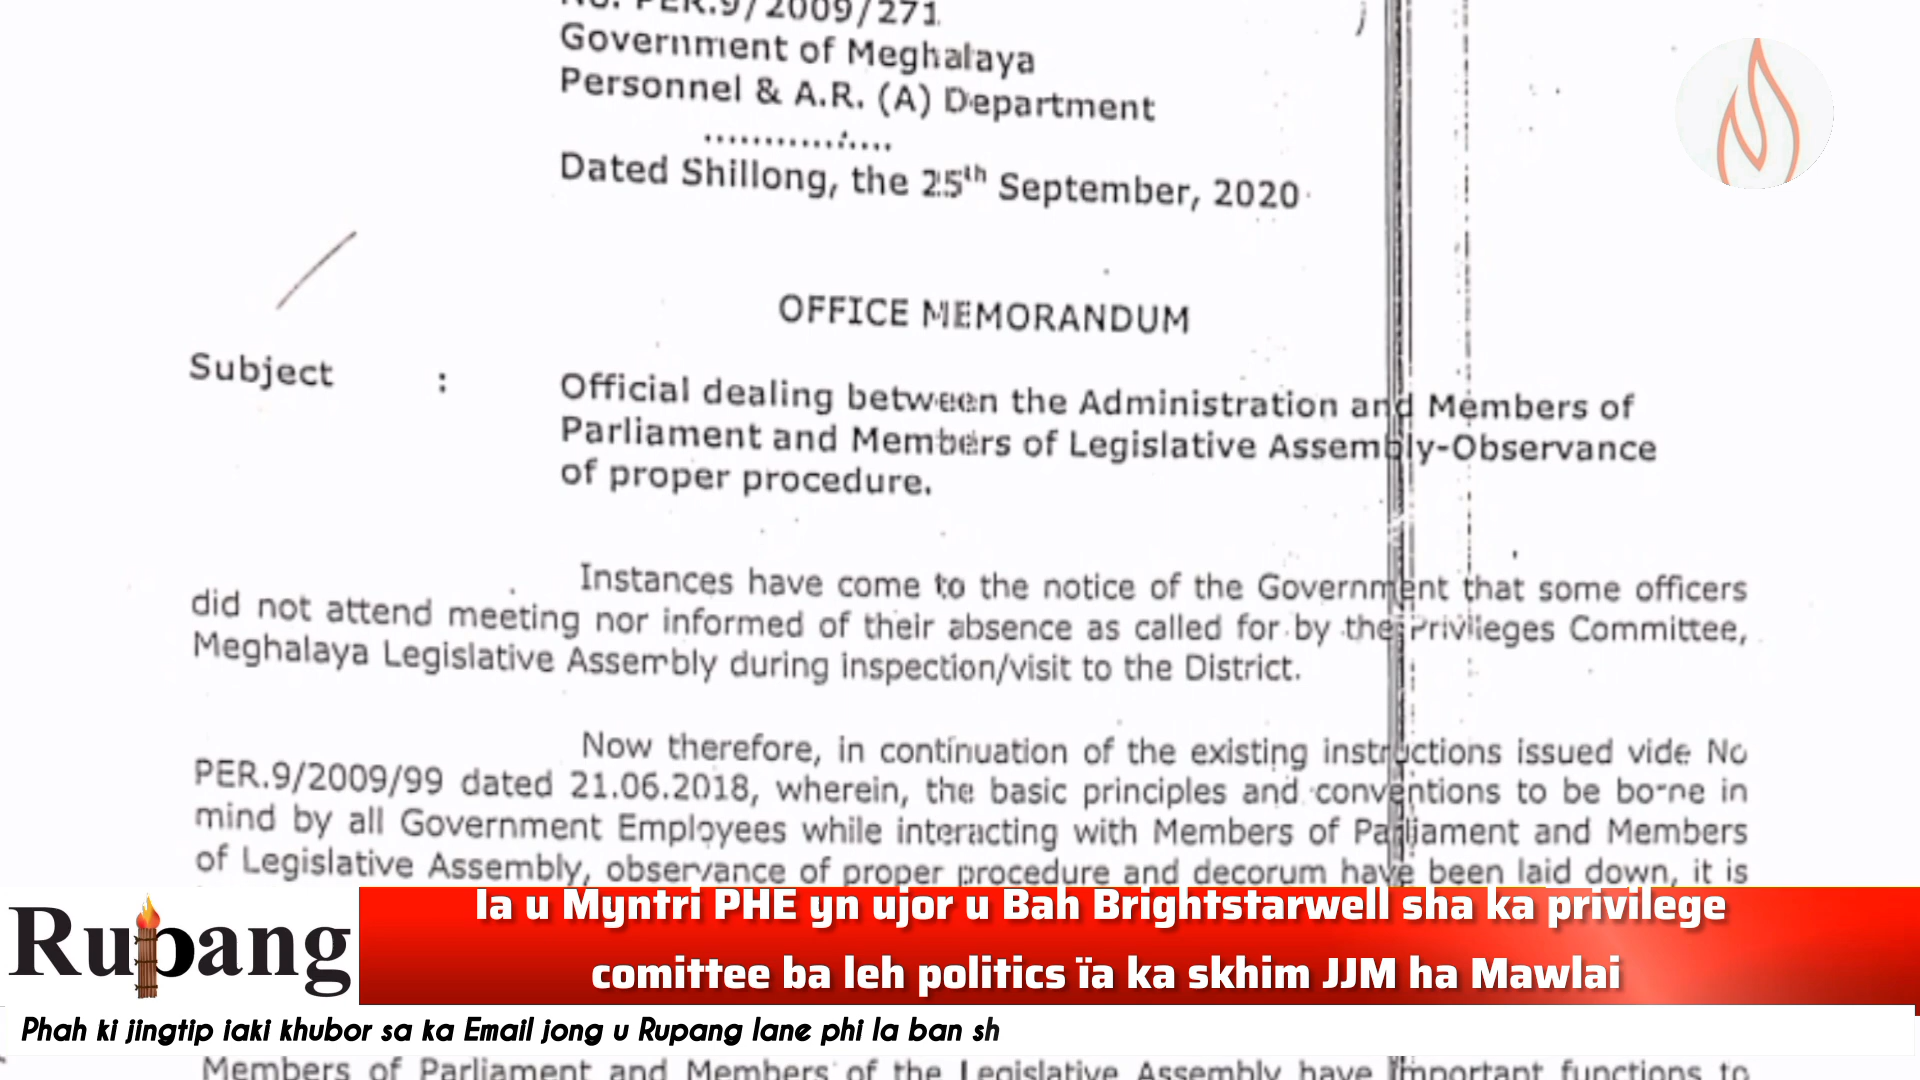 No. PER.9/2009/271
Government of Meghalaya
Personnel & A.R. (A) Department
Dated Shillong, the 25th September, 2020
OFFICE MEMORANDUM
Subject : Official dealing between the Administration and Members of
Parliament and Members of Legislative Assembly-Observance
of proper procedure.
Instances have come to the notice of the Government that some officers
did not attend meeting nor informed of their absence as called for by the Privileges Committee,
Meghalaya Legislative Assembly during inspection/visit to the District.
Now therefore, in continuation of the existing instructions issued vide No
PER.9/2009/99 dated 21.06.2018, wherein, the basic principles and conventions to be borne in
mind by all Government Employees while interacting with Members of Parliament and Members
of Legislative Assembly, observance of proper procedure and decorum have been laid down, it is
Rupang
Ia u Myntri PHE yn ujor u Bah Brightstarwell sha ka privilege
comittee ba leh politics ïa ka skhim JJM ha Mawlai
Phah ki jingtip iaki khubor sa ka Email jong u Rupang lane phi la ban sh
Members of Parliament and Members of the Legislative Assembly have important functions to